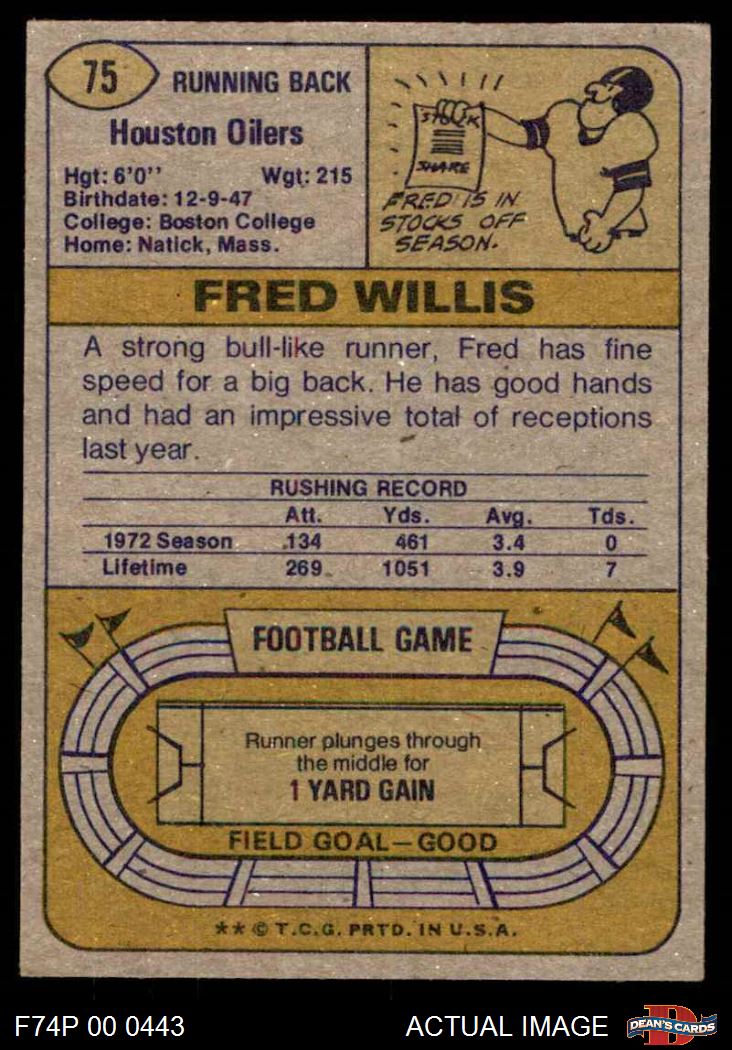 75
RUNNING BACK
Houston Oilers
Hgt: 6'0'' Wgt: 215
Birthdate: 12-9-47
College: Boston College
Home: Natick, Mass.
STOCK
SHARE
FRED IS IN
STOCKS OFF
SEASON.
FRED WILLIS
A strong bull-like runner, Fred has fine
speed for a big back. He has good hands
and had an impressive total of receptions
last year.
RUSHING RECORD
Att. Yds. Avg. Tds.
1972 Season 134 461 3.4 0
Lifetime 269 1051 3.9 7
FOOTBALL GAME
Runner plunges through
the middle for
1 YARD GAIN
FIELD GOAL—GOOD
** © T.C.G. PRTD. IN U.S.A.
F74P 00 0443 ACTUAL IMAGE D DEAN'S CARDS